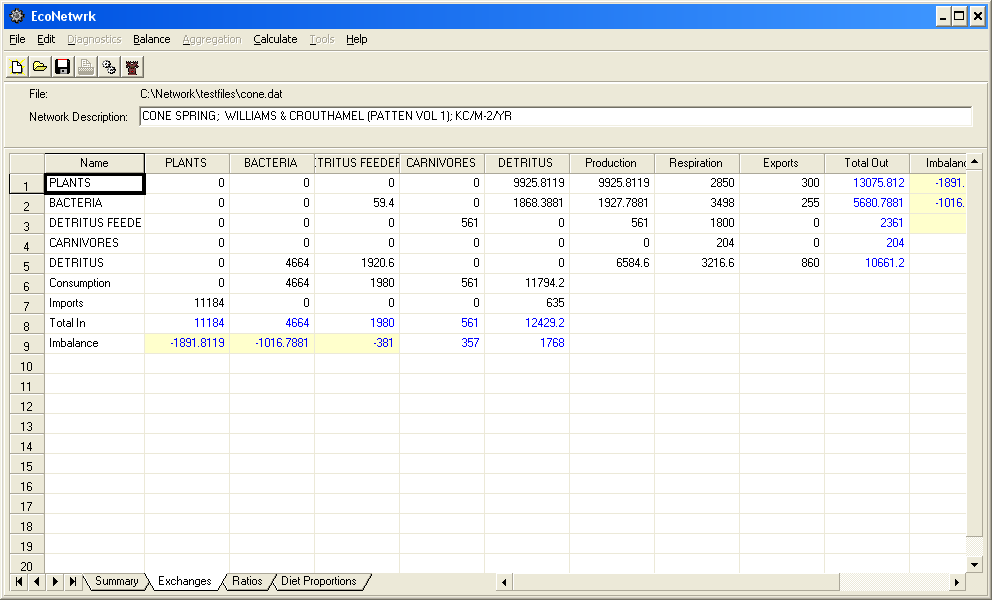 EcoNetwrk
File Edit Diagnostics Balance Aggregation Calculate Tools Help
File: C:\Network\testfiles\cone.dat
Network Description: CONE SPRING; WILLIAMS & CROUTHAMEL (PATTEN VOL 1); KC/M-2/YR
Name PLANTS BACTERIA TRITUS FEEDER CARNIVORES DETRITUS Production Respiration Exports Total Out Imbalanc
1 PLANTS 0 0 0 0 9925.8119 9925.8119 2850 300 13075.812 -1891.
2 BACTERIA 0 0 59.4 0 1868.3881 1927.7881 3498 255 5680.7881 -1016.
3 DETRITUS FEEDE 0 0 0 561 0 561 1800 0 2361
4 CARNIVORES 0 0 0 0 0 0 204 0 204
5 DETRITUS 0 4664 1920.6 0 0 6584.6 3216.6 860 10661.2
6 Consumption 0 4664 1980 561 11794.2
7 Imports 11184 0 0 0 635
8 Total In 11184 4664 1980 561 12429.2
9 Imbalance -1891.8119 -1016.7881 -381 357 1768
10
11
12
13
14
15
16
17
18
19
20
Summary Exchanges Ratios Diet Proportions